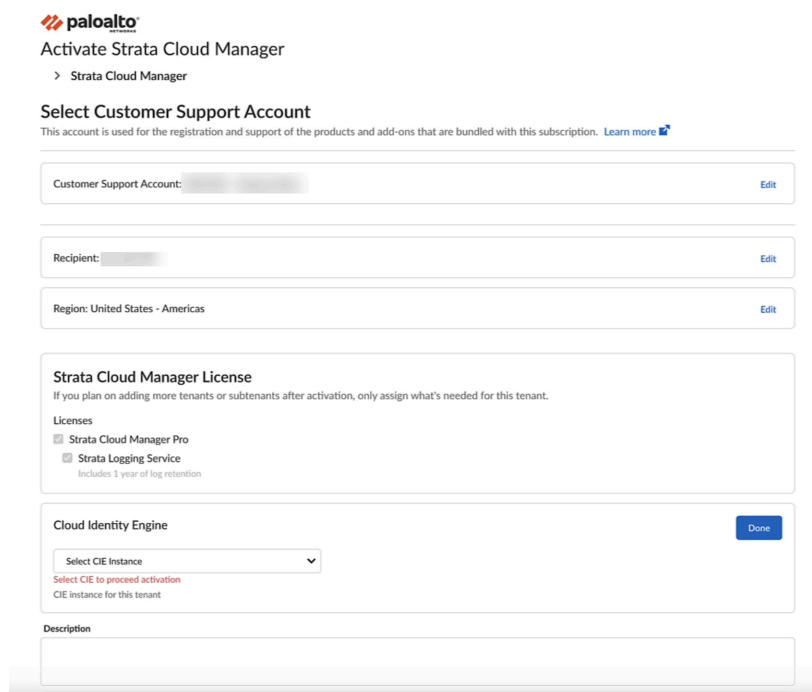 paloalto
NETWORKS
Activate Strata Cloud Manager
Strata Cloud Manager
Select Customer Support Account
This account is used for the registration and support of the products and add-ons that are bundled with this subscription. Learn more
Customer Support Account:
Edit
Recipient:
Edit
Region: United States - Americas
Edit
Strata Cloud Manager License
If you plan on adding more tenants or subtenants after activation, only assign what's needed for this tenant.
Licenses
Strata Cloud Manager Pro
Strata Logging Service
Includes 1 year of log retention
Cloud Identity Engine
Done
Select CIE Instance
Select CIE to proceed activation
CIE instance for this tenant
Description